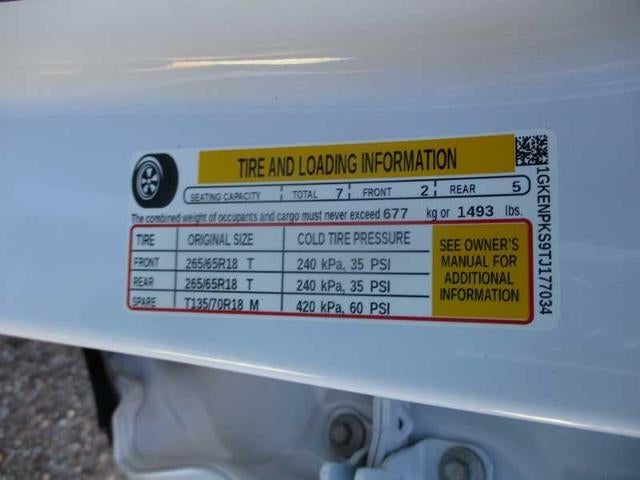 TIRE AND LOADING INFORMATION
SEATING CAPACITY TOTAL 7 FRONT 2 REAR 5
The combined weight of occupants and cargo must never exceed 677 kg or 1493 lbs.
TIRE ORIGINAL SIZE COLD TIRE PRESSURE
FRONT 265/65R18 T 240 kPa, 35 PSI
REAR 265/65R18 T 240 kPa, 35 PSI
SPARE T135/70R18 M 420 kPa, 60 PSI
SEE OWNER'S
MANUAL FOR
ADDITIONAL
INFORMATION
1GKENPKS9TJ177034